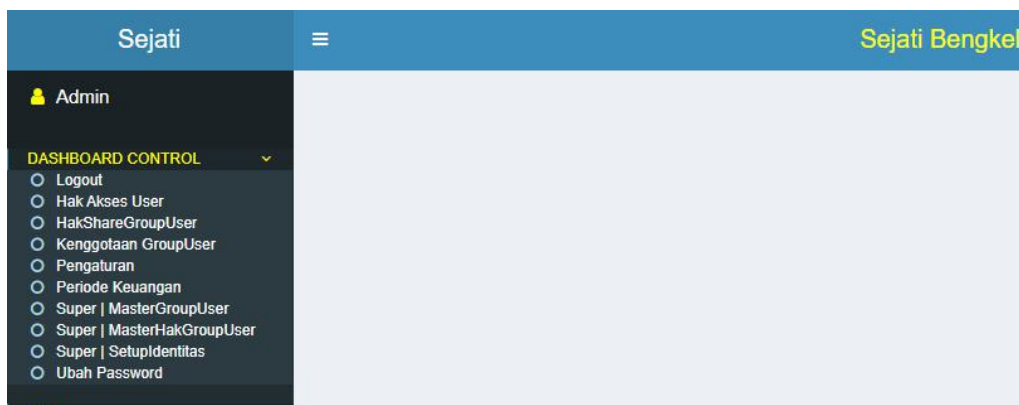 Sejati
Sejati Bengkel
Admin
DASHBOARD CONTROL
Logout
Hak Akses User
HakShareGroupUser
Kenggotaan GroupUser
Pengaturan
Periode Keuangan
Super | MasterGroupUser
Super | MasterHakGroupUser
Super | SetupIdentitas
Ubah Password